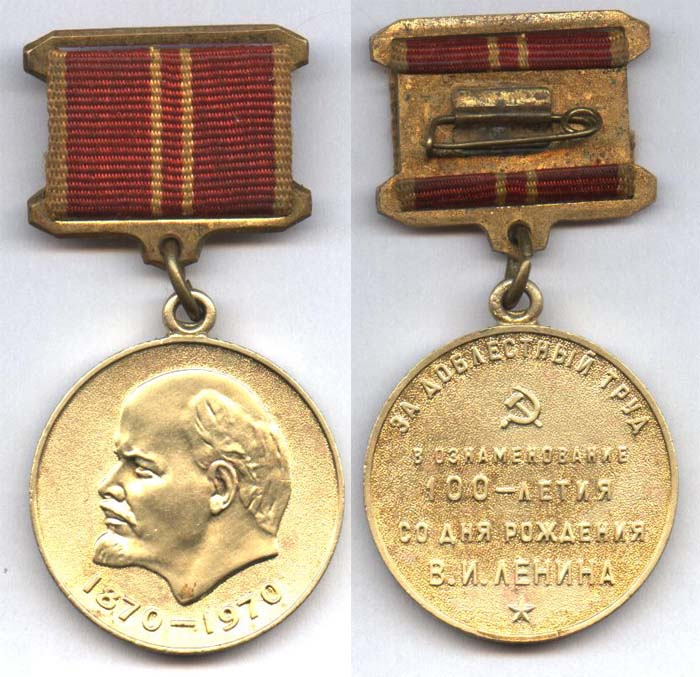 1870–1970
ЗА ДОБЛЕСТНЫЙ ТРУД
В ОЗНАМЕНОВАНИЕ
100–ЛЕТИЯ
СО ДНЯ РОЖДЕНИЯ
В.И.ЛЕНИНА